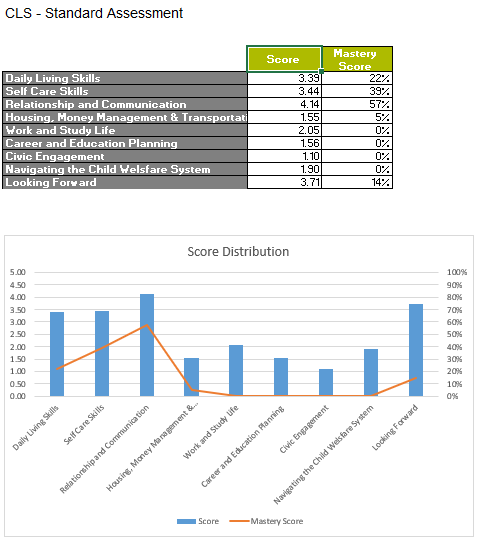 CLS - Standard Assessment
Score Mastery Score
Daily Living Skills 3.39 22%
Self Care Skills 3.44 39%
Relationship and Communication 4.14 57%
Housing, Money Management & Transportati 1.55 5%
Work and Study Life 2.05 0%
Career and Education Planning 1.56 0%
Civic Engagement 1.10 0%
Navigating the Child Welsfare System 1.90 0%
Looking Forward 3.71 14%
Score Distribution
5.00 100%
4.50 90%
4.00 80%
3.50 70%
3.00 60%
2.50 50%
2.00 40%
1.50 30%
1.00 20%
0.50 10%
0.00 0%
Daily Living Skills
Self Care Skills
Relationship and Communication
Housing, Money Management &...
Work and Study Life
Career and Education Planning
Civic Engagement
Navigating the Child Welsfare System
Looking Forward
Score Mastery Score